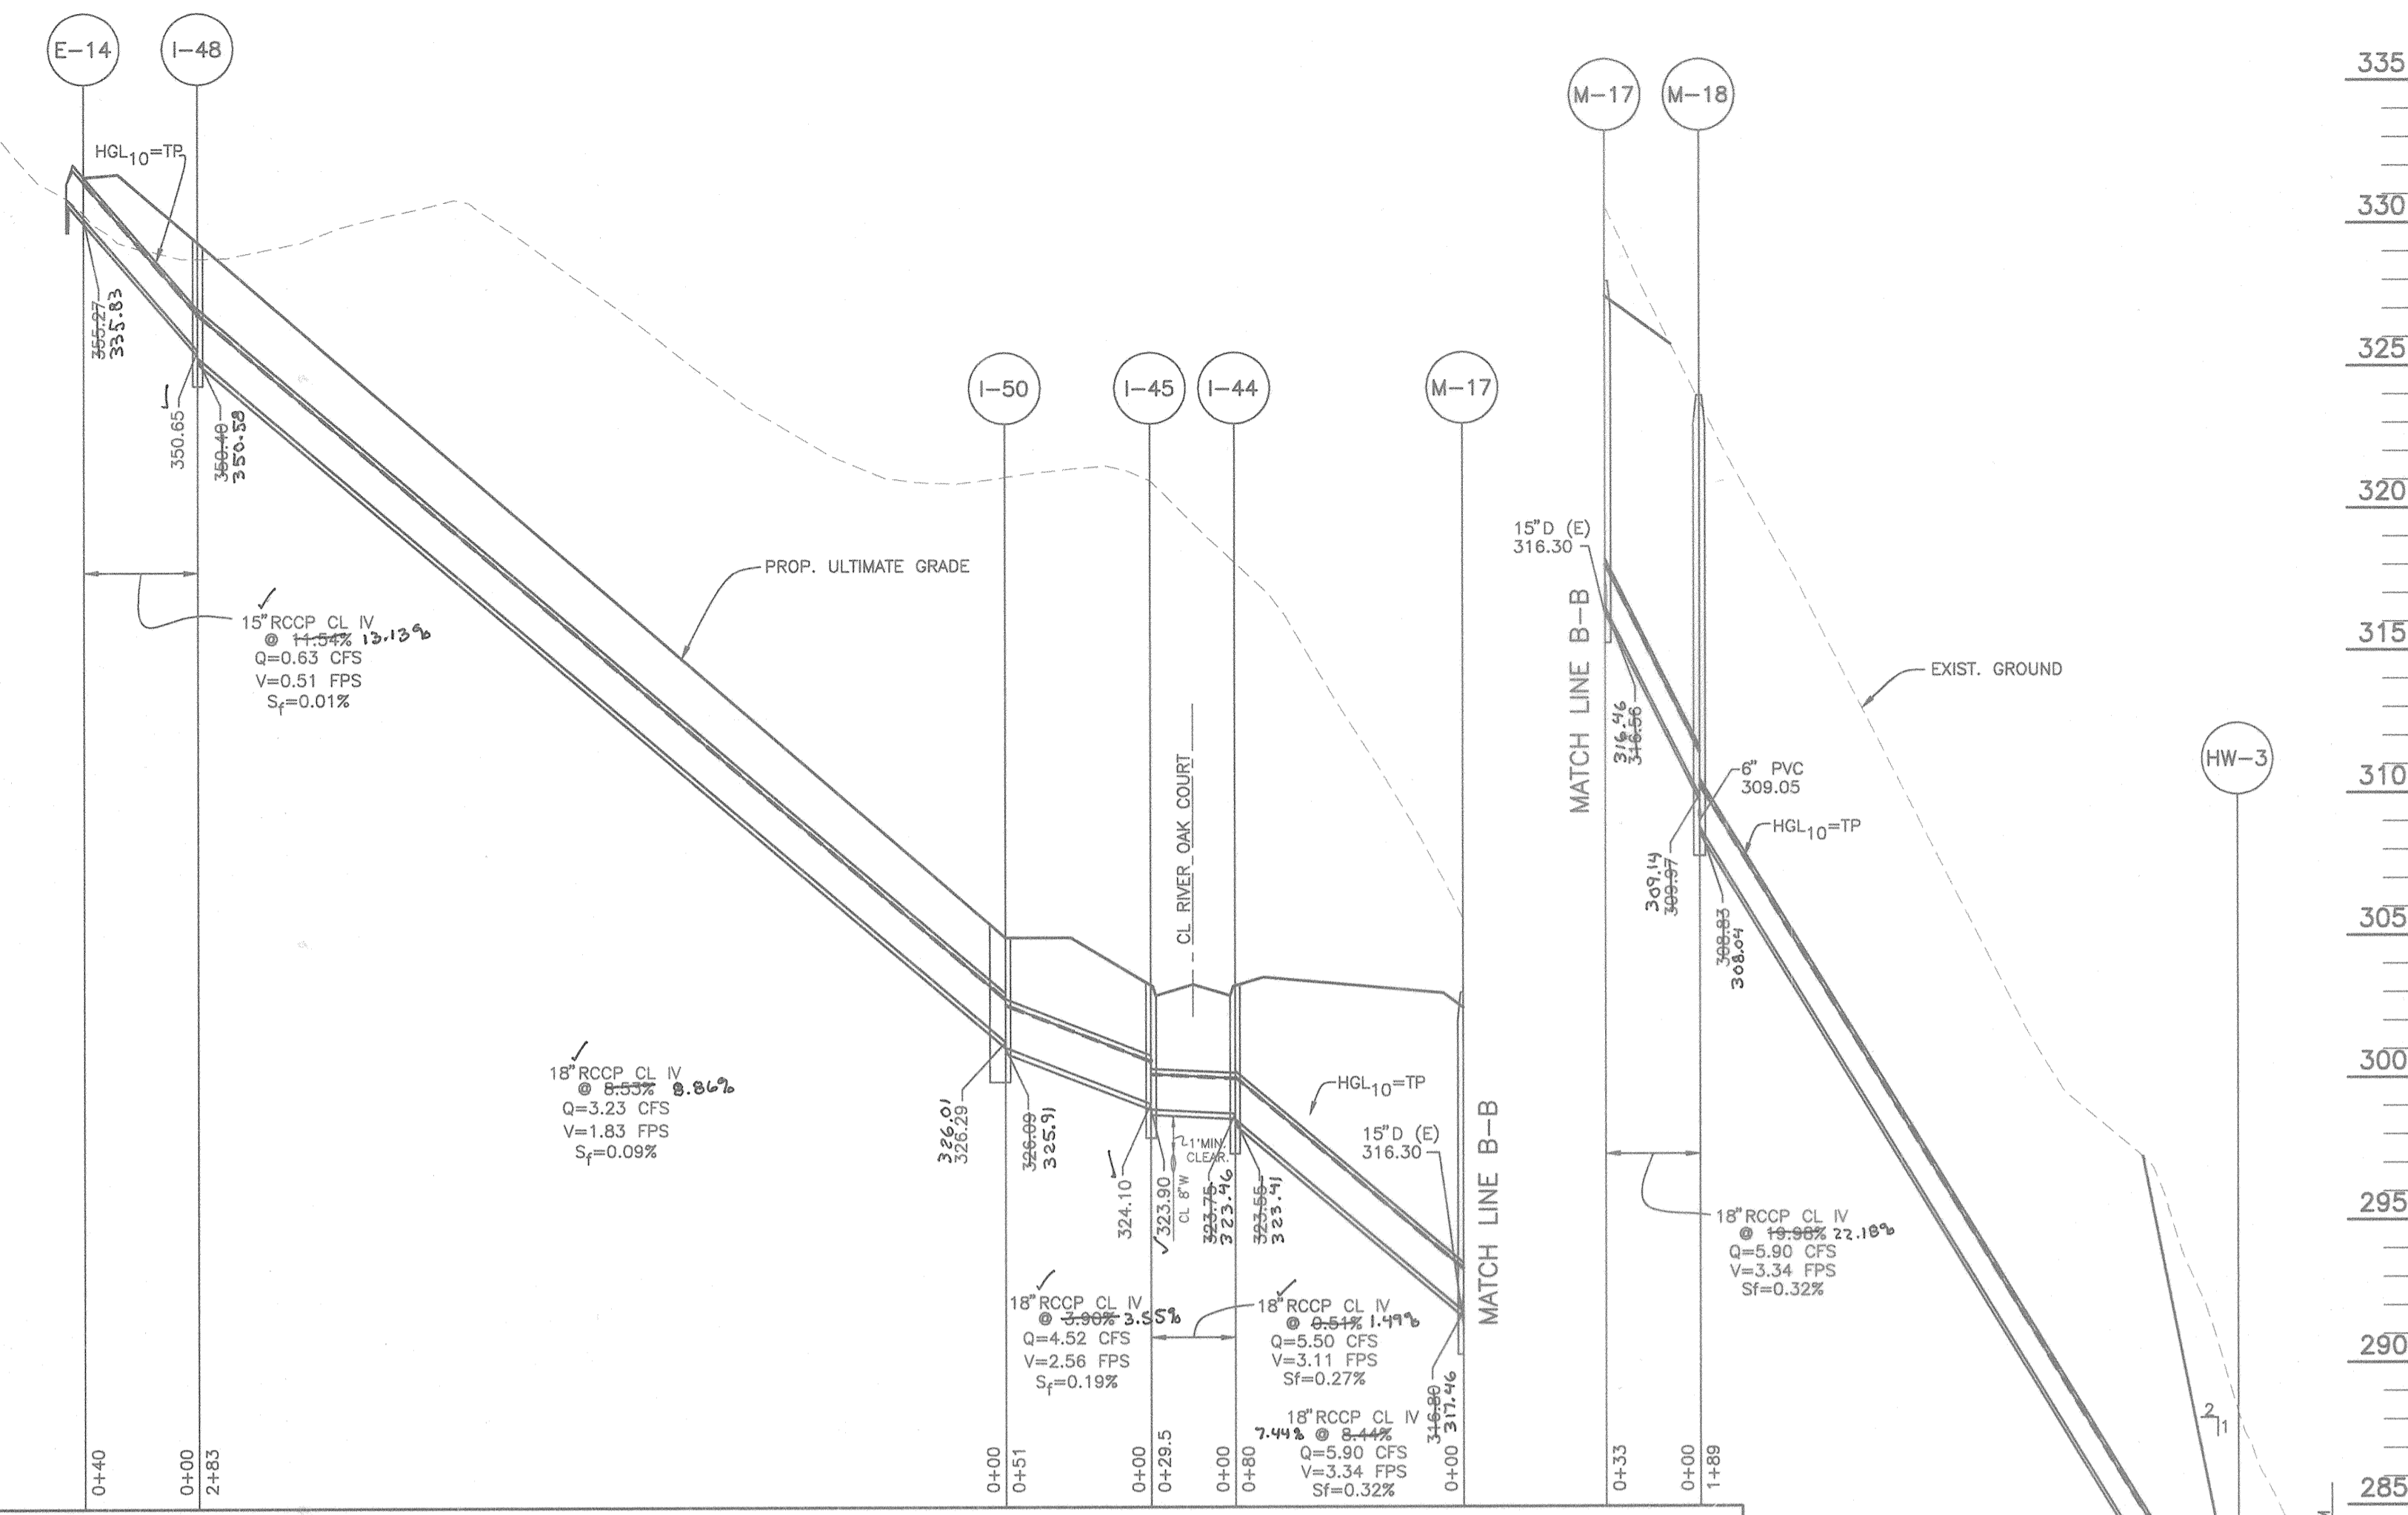 E-14
I-48
M-17
M-18
335
330
325
320
315
310
305
300
295
290
285
HGL10=TP
355.27
335.83
350.65
350.40
350.58
15"RCCP CL IV
@ 11.54% 13.13%
Q=0.63 CFS
V=0.51 FPS
Sf=0.01%
PROP. ULTIMATE GRADE
I-50
I-45
I-44
M-17
CL RIVER OAK COURT
18"RCCP CL IV
@ 8.53% 8.86%
Q=3.23 CFS
V=1.83 FPS
Sf=0.09%
326.01
326.29
326.09
325.91
324.10
323.90
1'MIN.
CLEAR.
CL 8"W
323.75
323.46
323.55
323.41
HGL10=TP
15"D (E)
316.30
MATCH LINE B-B
18"RCCP CL IV
@ 3.90% 3.55%
Q=4.52 CFS
V=2.56 FPS
Sf=0.19%
18"RCCP CL IV
@ 0.51% 1.49%
Q=5.50 CFS
V=3.11 FPS
Sf=0.27%
18"RCCP CL IV
7.44% @ 8.44%
Q=5.90 CFS
V=3.34 FPS
Sf=0.32%
316.80
317.46
15"D (E)
316.30
MATCH LINE B-B
316.46
316.56
6" PVC
309.05
HGL10=TP
309.14
309.97
308.83
308.04
EXIST. GROUND
HW-3
18"RCCP CL IV
@ 19.98% 22.18%
Q=5.90 CFS
V=3.34 FPS
Sf=0.32%
2
1
0+40
0+00
2+83
0+00
0+51
0+00
0+29.5
0+00
0+80
0+00
0+33
0+00
1+89